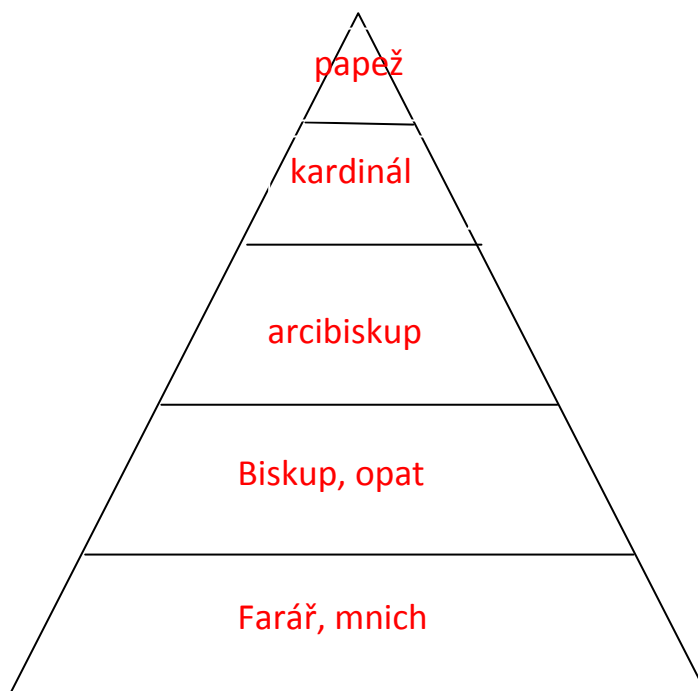 papež
kardinál
arcibiskup
Biskup, opat
Farář, mnich